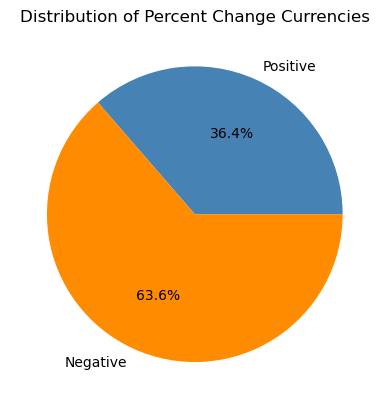 Distribution of Percent Change Currencies
Positive
36.4%
63.6%
Negative